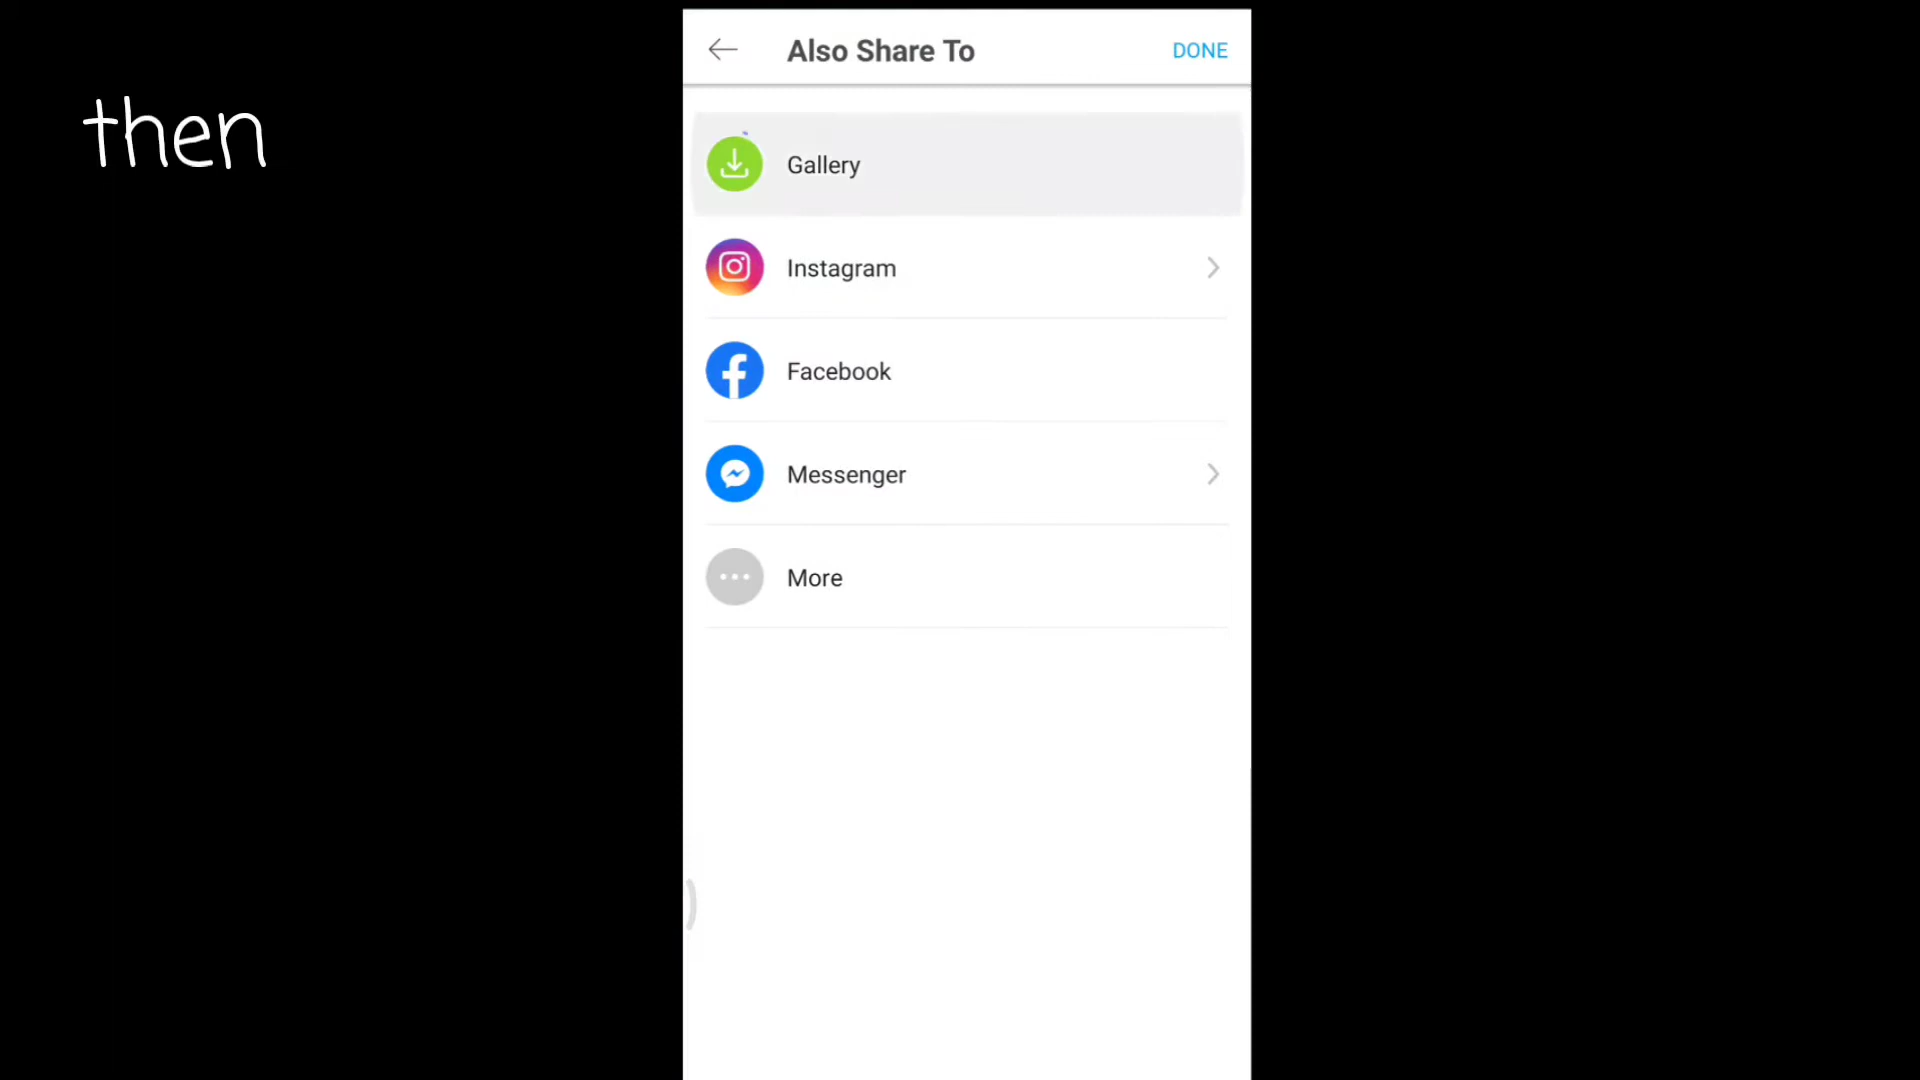 then
Also Share To
DONE
Gallery
Instagram
Facebook
Messenger
More